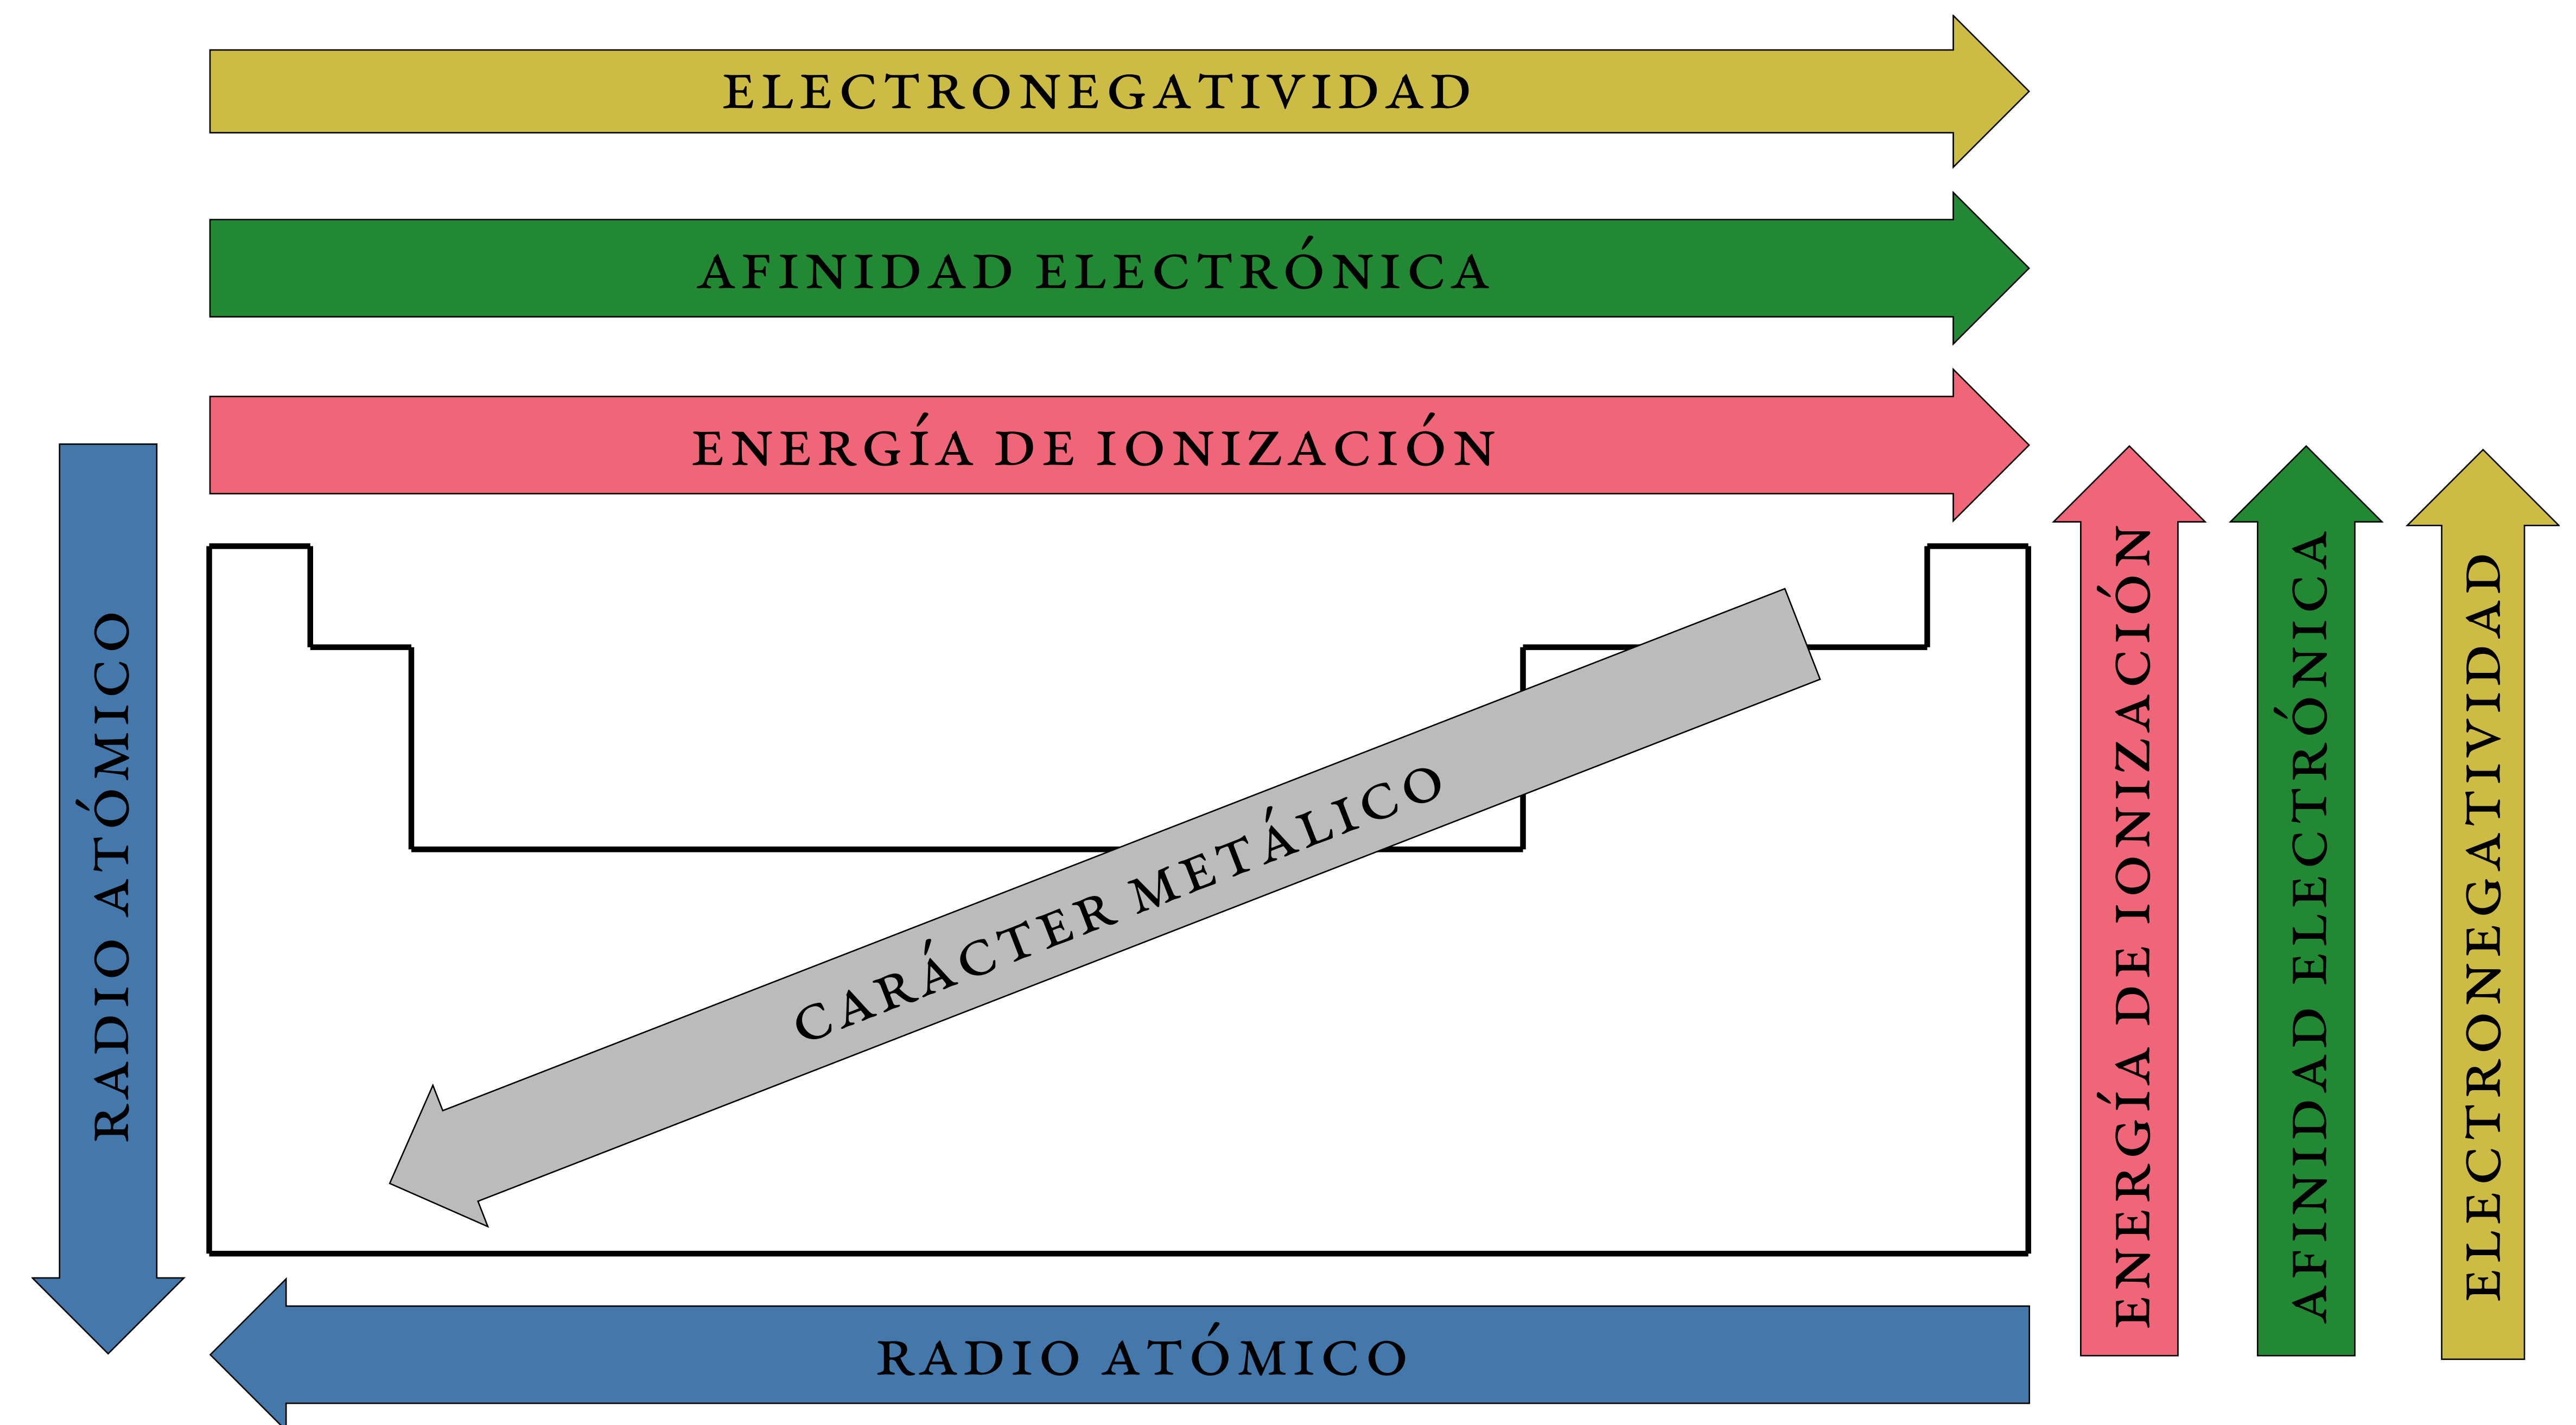 ELECTRONEGATIVIDAD
AFINIDAD ELECTRÓNICA
ENERGÍA DE IONIZACIÓN
RADIO ATÓMICO
CARÁCTER METÁLICO
ENERGÍA DE IONIZACIÓN
AFINIDAD ELECTRÓNICA
ELECTRONEGATIVIDAD
RADIO ATÓMICO